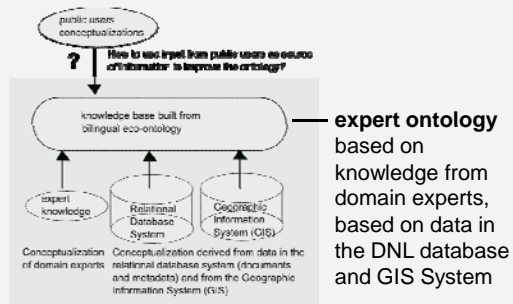 public users
conceptualizations
?
How to use input from public users as source
of information to improve the ontology?
knowledge base built from
bilingual eco-ontology
expert ontology
based on
knowledge from
domain experts,
based on data in
the DNL database
and GIS System
expert
knowledge
Relational
Database
System
Geographic
Information
System (GIS)
Conceptualization
of domain experts
Conceptualization derived from data in the
relational database system (documents
and metadata) and from the Geographic
Information System (GIS)